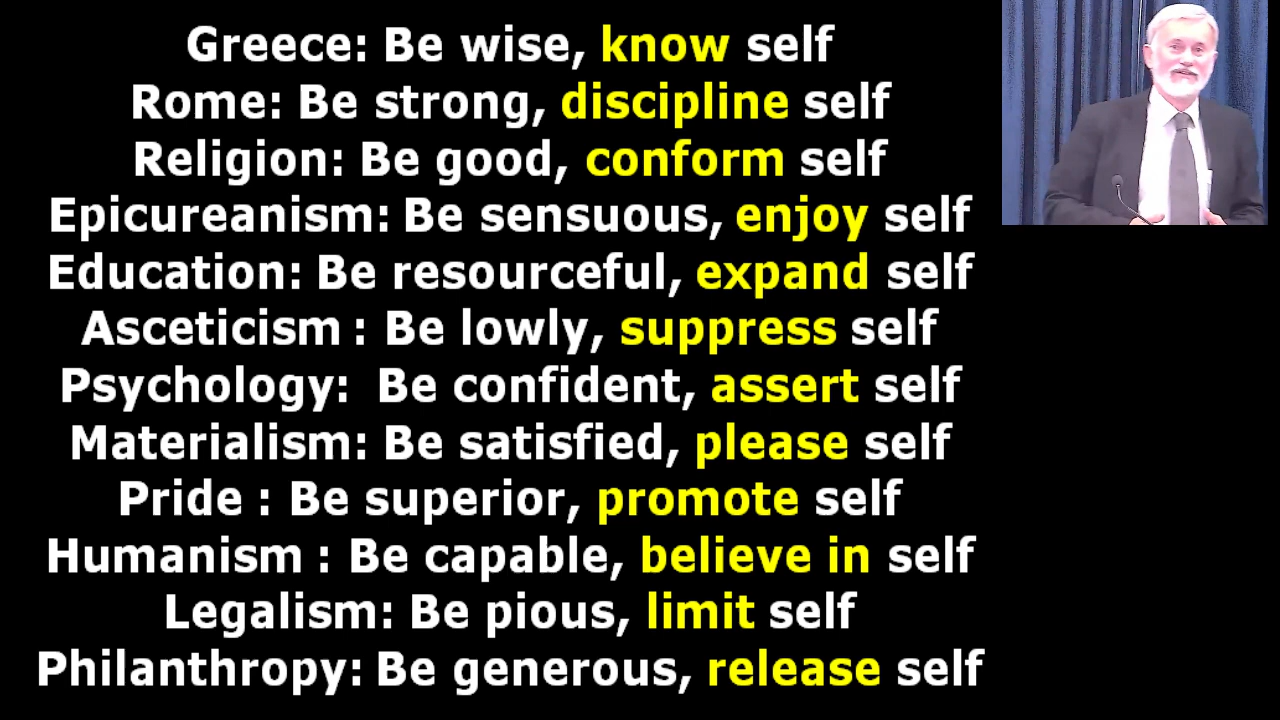 Greece: Be wise, know self
Rome: Be strong, discipline self
Religion: Be good, conform self
Epicureanism: Be sensuous, enjoy self
Education: Be resourceful, expand self
Asceticism : Be lowly, suppress self
Psychology:  Be confident, assert self
Materialism: Be satisfied, please self
Pride : Be superior, promote self
Humanism : Be capable, believe in self
Legalism: Be pious, limit self
Philanthropy: Be generous, release self